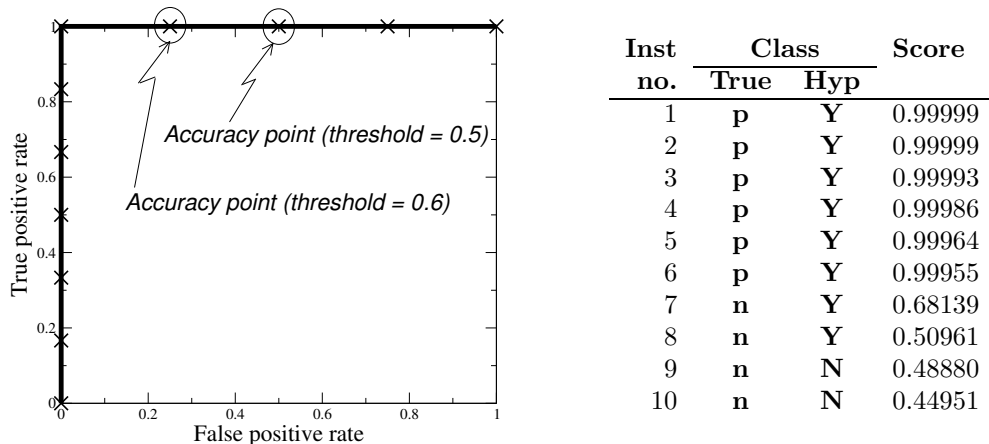 1
0.8
0.6
0.4
0.2
0
0
0.2
0.4
0.6
0.8
1
True positive rate
False positive rate
Accuracy point (threshold = 0.5)
Accuracy point (threshold = 0.6)
Inst Class Score
no. True Hyp
1 p Y 0.99999
2 p Y 0.99999
3 p Y 0.99993
4 p Y 0.99986
5 p Y 0.99964
6 p Y 0.99955
7 n Y 0.68139
8 n Y 0.50961
9 n N 0.48880
10 n N 0.44951